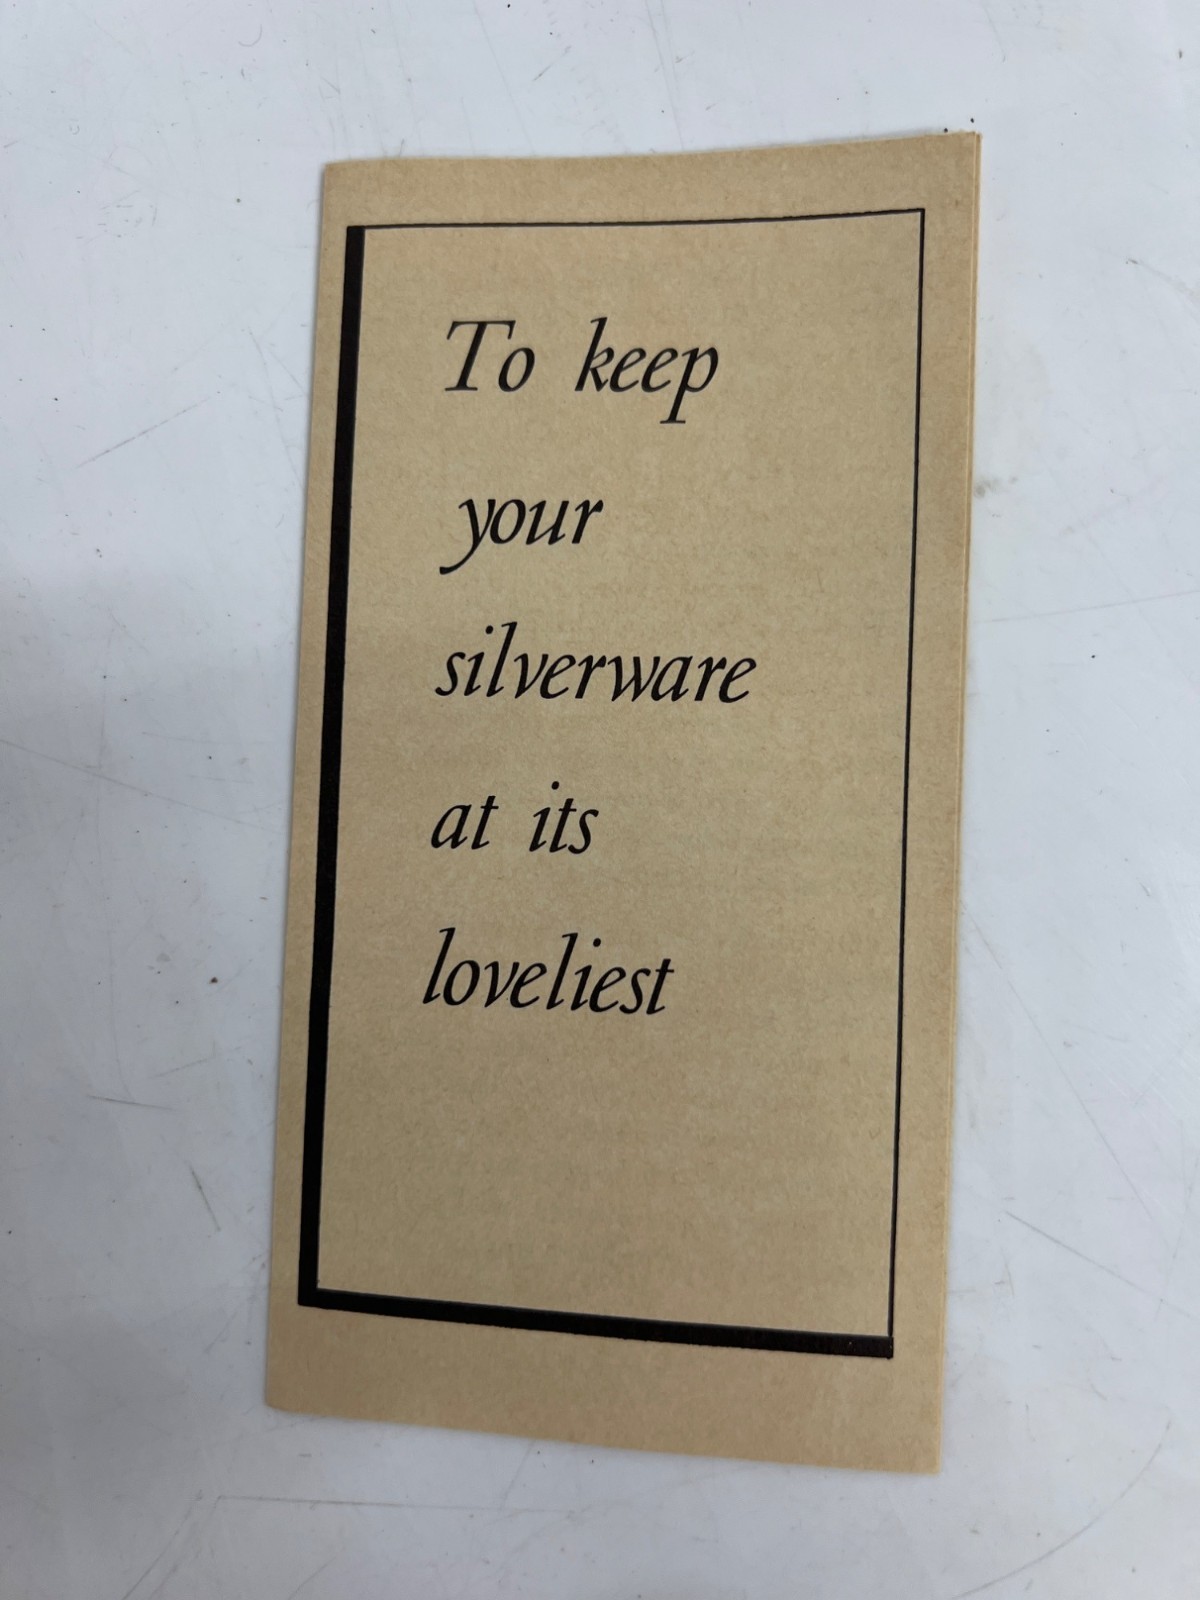 To keep
your
silverware
at its
loveliest